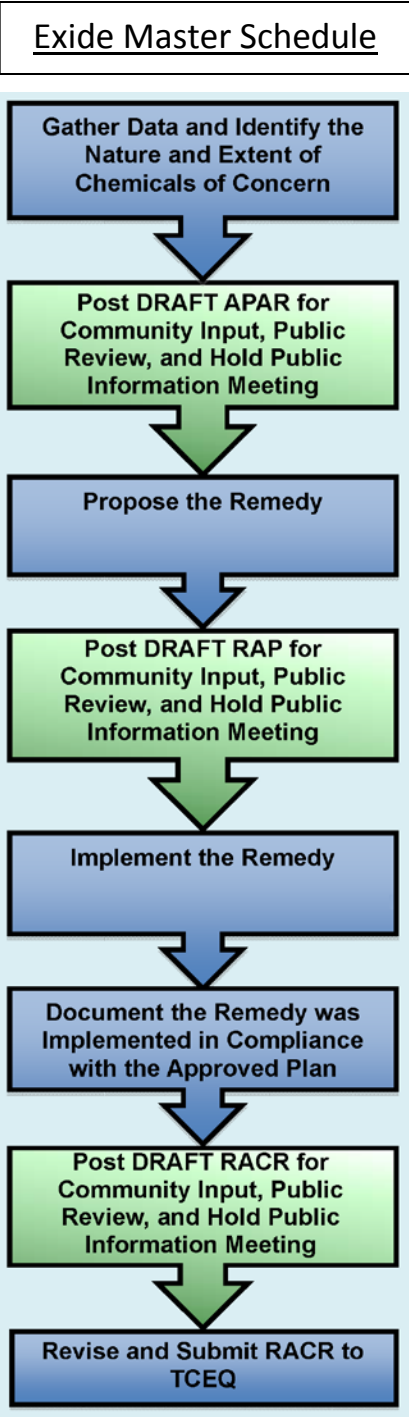 Exide Master Schedule
Gather Data and Identify the
Nature and Extent of
Chemicals of Concern
Post DRAFT APAR for
Community Input, Public
Review, and Hold Public
Information Meeting
Propose the Remedy
Post DRAFT RAP for
Community Input, Public
Review, and Hold Public
Information Meeting
Implement the Remedy
Document the Remedy was
Implemented in Compliance
with the Approved Plan
Post DRAFT RACR for
Community Input, Public
Review, and Hold Public
Information Meeting
Revise and Submit RACR to
TCEQ